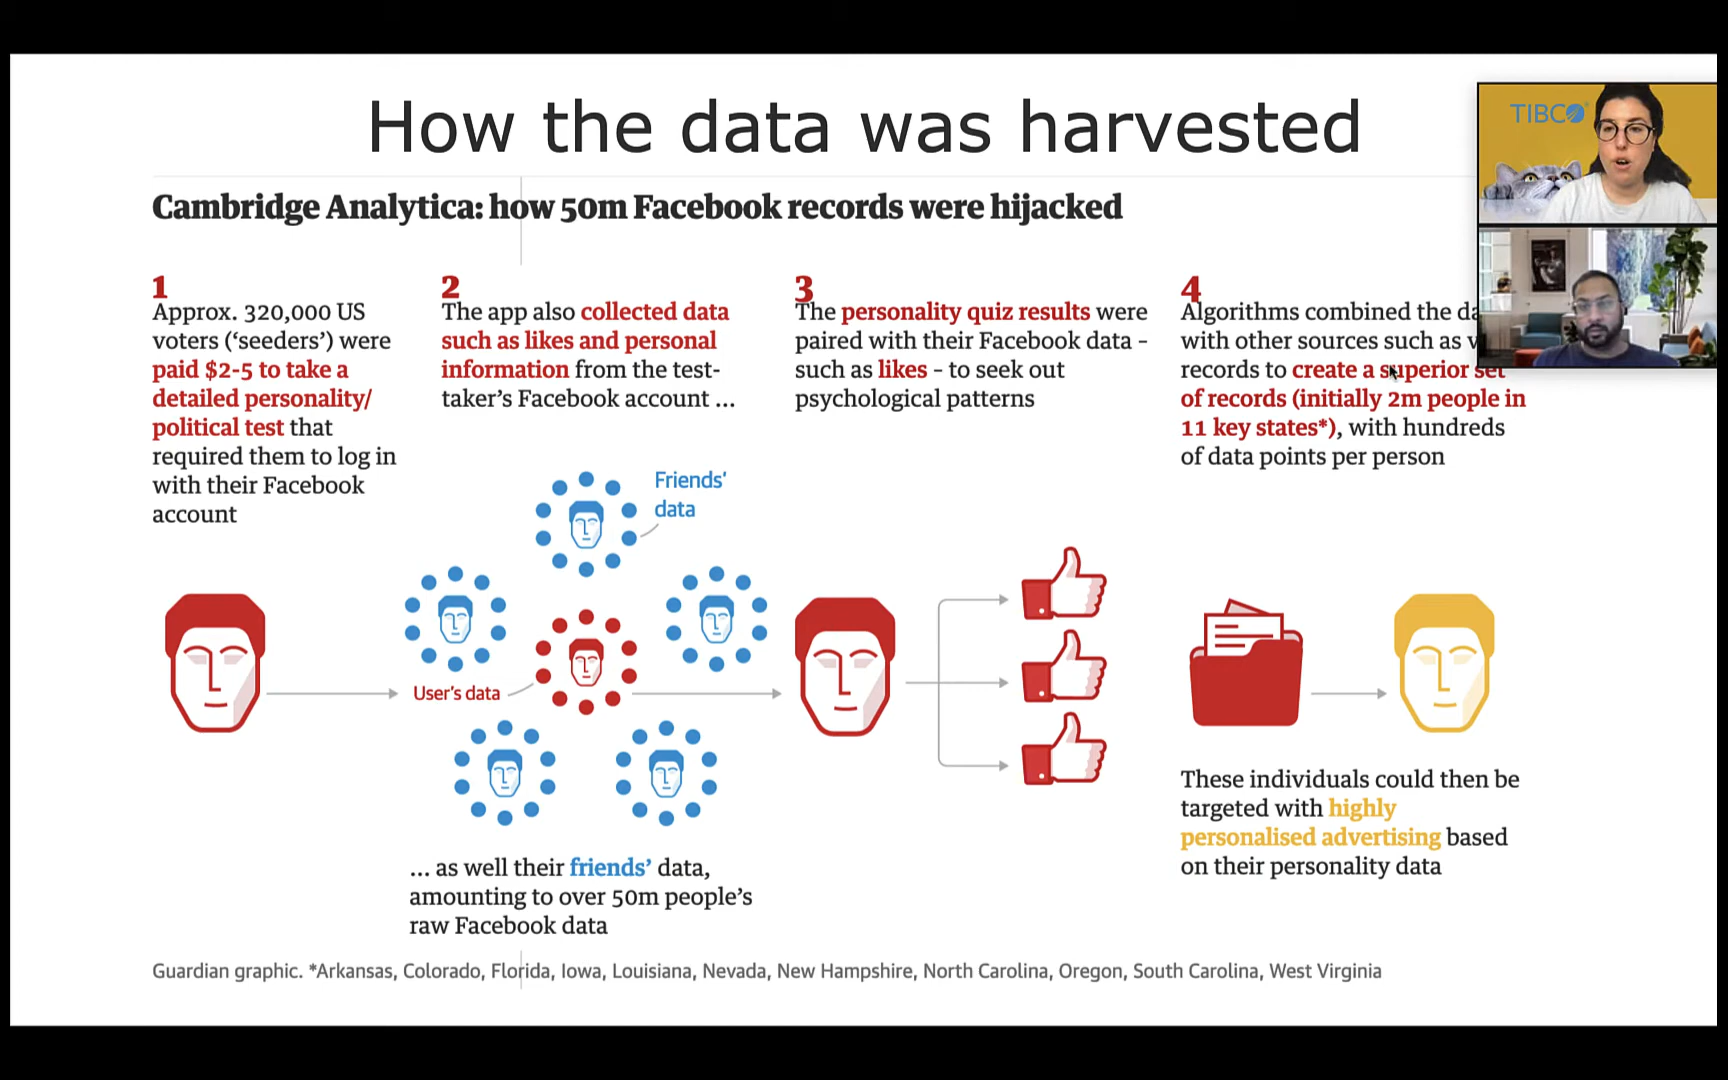 How the data was harvested
TIBCO
Cambridge Analytica: how 50m Facebook records were hijacked
1
Approx. 320,000 US
voters (‘seeders’) were
paid $2-5 to take a
detailed personality/
political test that
required them to log in
with their Facebook
account
2
The app also collected data
such as likes and personal
information from the test-
taker’s Facebook account ...
Friends’
data
User’s data
... as well their friends’ data,
amounting to over 50m people’s
raw Facebook data
3
The personality quiz results were
paired with their Facebook data –
such as likes – to seek out
psychological patterns
4
Algorithms combined the
with other sources such as
records to create a superior set
of records (initially 2m people in
11 key states*), with hundreds
of data points per person
These individuals could then be
targeted with highly
personalised advertising based
on their personality data
Guardian graphic. *Arkansas, Colorado, Florida, Iowa, Louisiana, Nevada, New Hampshire, North Carolina, Oregon, South Carolina, West Virginia